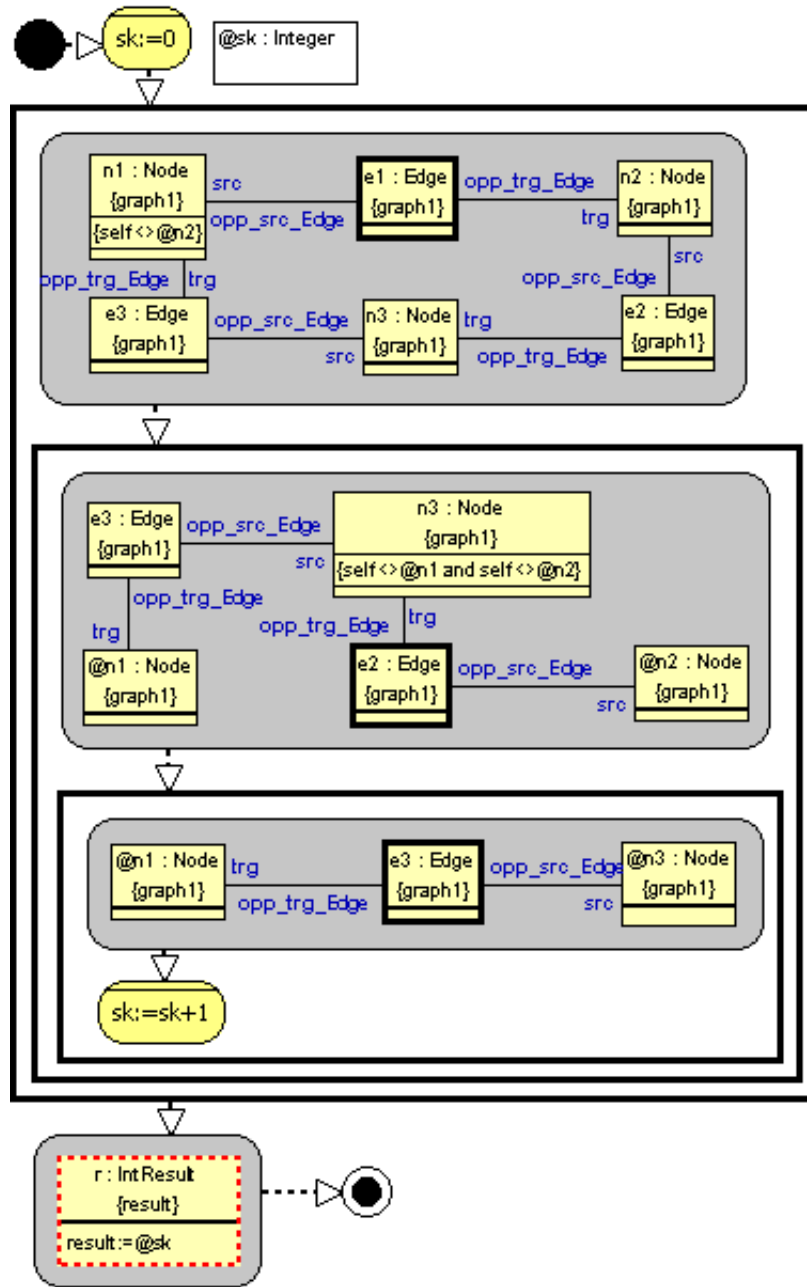 sk:=0
@sk : Integer
n1 : Node
{graph1}
{self<>@n2}
src
opp_src_Edge
e1 : Edge
{graph1}
opp_trg_Edge
trg
n2 : Node
{graph1}
opp_trg_Edge
trg
src
opp_src_Edge
e3 : Edge
{graph1}
opp_src_Edge
src
n3 : Node
{graph1}
trg
opp_trg_Edge
e2 : Edge
{graph1}
e3 : Edge
{graph1}
opp_src_Edge
src
n3 : Node
{graph1}
{self<>@n1 and self<>@n2}
opp_trg_Edge
trg
opp_trg_Edge
trg
@n1 : Node
{graph1}
e2 : Edge
{graph1}
opp_src_Edge
src
@n2 : Node
{graph1}
@n1 : Node
{graph1}
trg
opp_trg_Edge
e3 : Edge
{graph1}
opp_src_Edge
src
@n3 : Node
{graph1}
sk:=sk+1
r : IntResult
{result}
result:=@sk